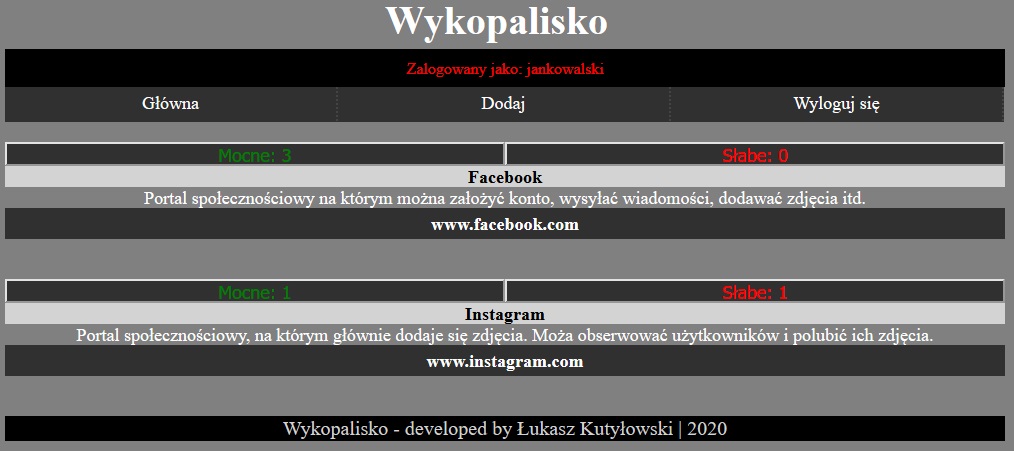 Wykopalisko
Zalogowany jako: jankowalski
Główna Dodaj Wyloguj się
Mocne: 3 Słabe: 0
Facebook
Portal społecznościowy na którym można założyć konto, wysyłać wiadomości, dodawać zdjęcia itd.
www.facebook.com
Mocne: 1 Słabe: 1
Instagram
Portal społecznościowy, na którym głównie dodaje się zdjęcia. Moża obserwować użytkowników i polubić ich zdjęcia.
www.instagram.com
Wykopalisko - developed by Łukasz Kutyłowski | 2020